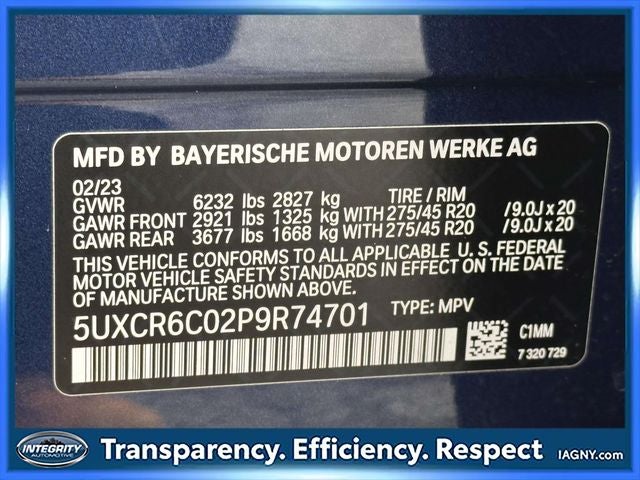 MFD BY BAYERISCHE MOTOREN WERKE AG
02/23
GVWR 6232 lbs 2827 kg TIRE / RIM
GAWR FRONT 2921 lbs 1325 kg WITH 275/45 R20 /9.0J x 20
GAWR REAR 3677 lbs 1668 kg WITH 275/45 R20 /9.0J x 20
THIS VEHICLE CONFORMS TO ALL APPLICABLE U. S. FEDERAL
MOTOR VEHICLE SAFETY STANDARDS IN EFFECT ON THE DATE
OF MANUFACTURE SHOWN ABOVE.
5UXCR6C02P9R74701 TYPE: MPV
C1MM
7 320 729
INTEGRITY
AUTOMOTIVE
Transparency. Efficiency. Respect
IAGNY.com